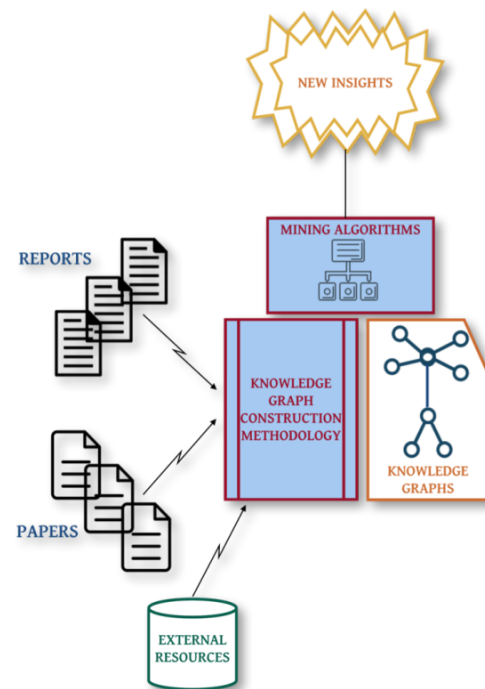 NEW INSIGHTS
MINING ALGORITHMS
REPORTS
KNOWLEDGE
GRAPH
CONSTRUCTION
METHODOLOGY
KNOWLEDGE
GRAPHS
PAPERS
EXTERNAL
RESOURCES